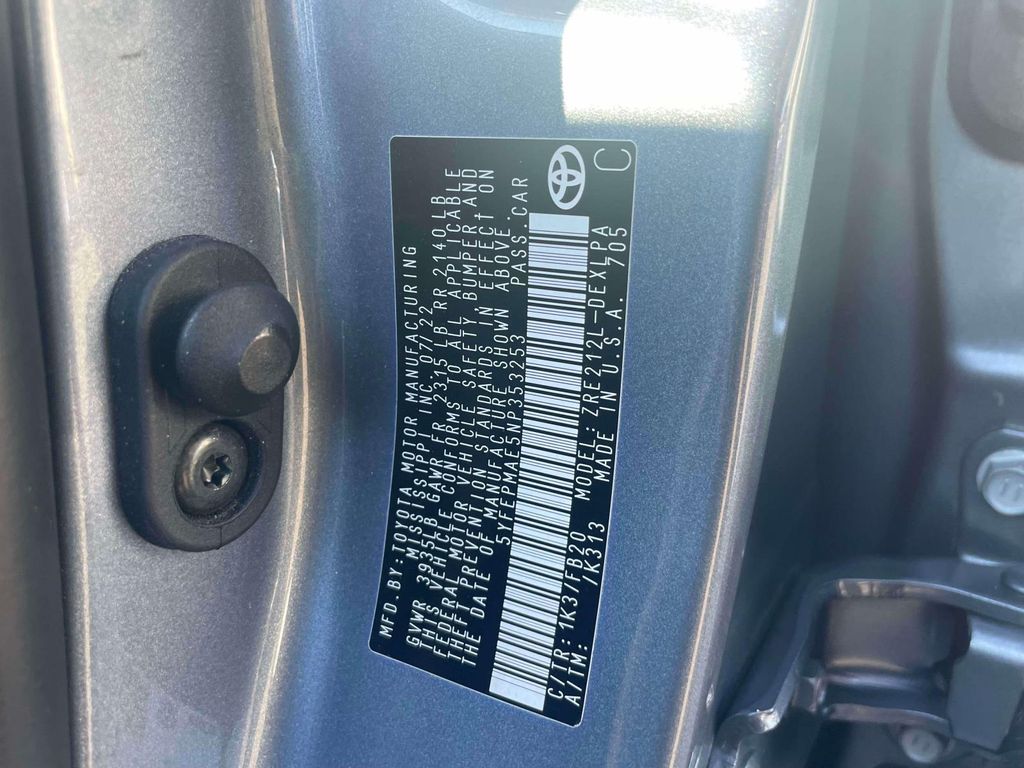 MFD.BY:TOYOTA MOTOR MANUFACTURING
MISSISSIPPI INC.07/22
GVWR 3935LB GAWR FR 2315 LB RR 2140LB
THIS VEHICLE CONFORMS TO ALL APPLICABLE
FEDERAL MOTOR VEHICLE SAFETY BUMPER,AND
THEFT PREVENTION STANDARDS IN EFFECT ON
THE DATE OF MANUFACTURE SHOWN ABOVE.
5YFEPMAE5NP353253 PASS.CAR
C/TR:1K3/FB20 MODEL:ZRE212L-DEXLPA
A/TM: -/K313 MADE IN U.S.A. 705
C